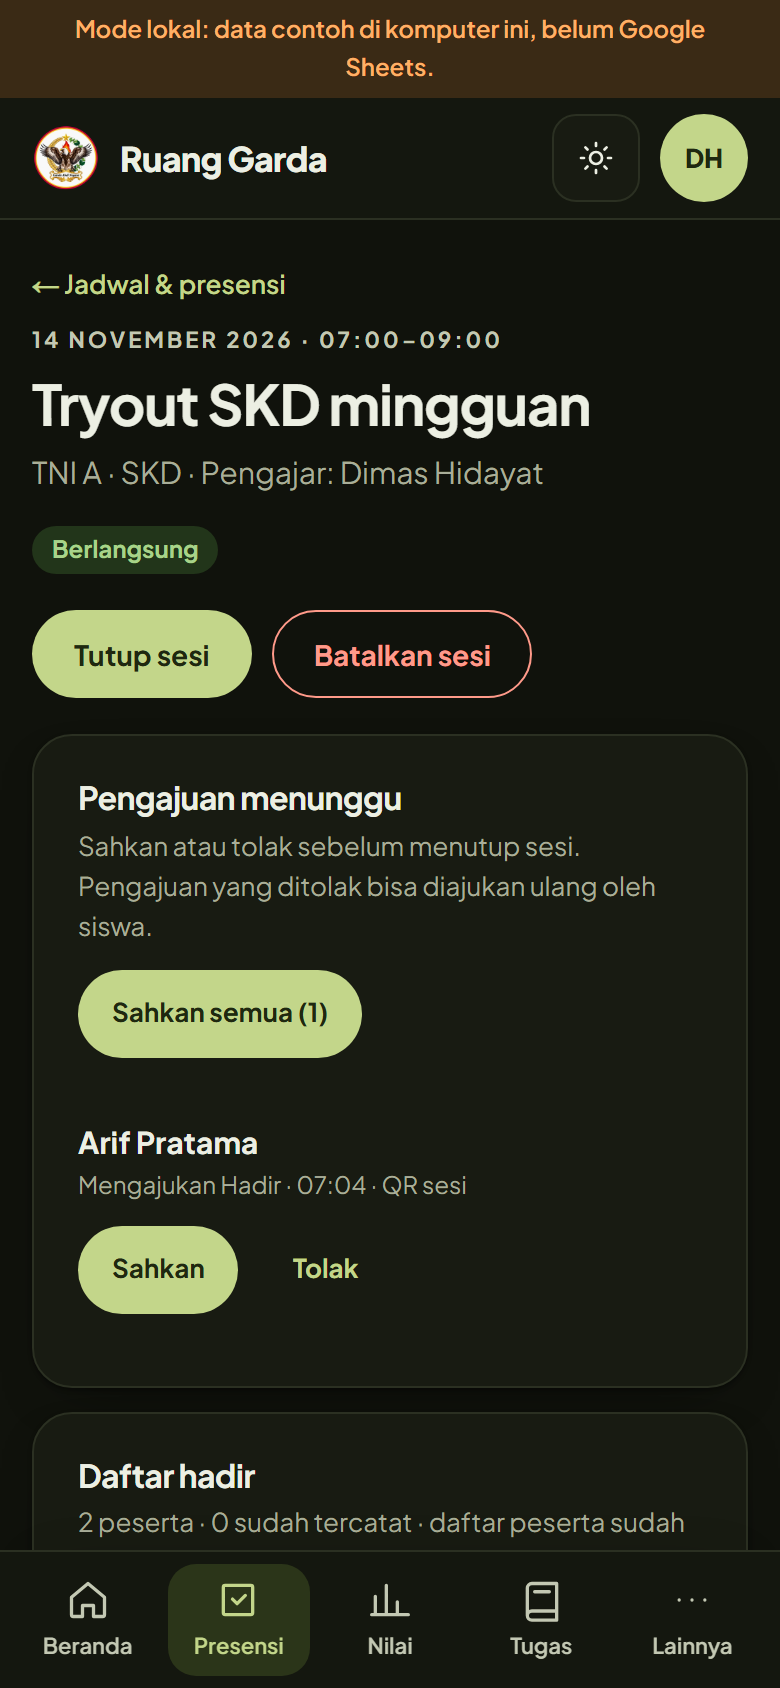 Mode lokal: data contoh di komputer ini, belum Google
Sheets.
Ruang Garda
DH
← Jadwal & presensi
14 NOVEMBER 2026 · 07:00–09:00
Tryout SKD mingguan
TNI A · SKD · Pengajar: Dimas Hidayat
Berlangsung
Tutup sesi
Batalkan sesi
Pengajuan menunggu
Sahkan atau tolak sebelum menutup sesi.
Pengajuan yang ditolak bisa diajukan ulang oleh
siswa.
Sahkan semua (1)
Arif Pratama
Mengajukan Hadir · 07:04 · QR sesi
Sahkan
Tolak
Daftar hadir
2 peserta · 0 sudah tercatat · daftar peserta sudah
Beranda
Presensi
Nilai
Tugas
Lainnya